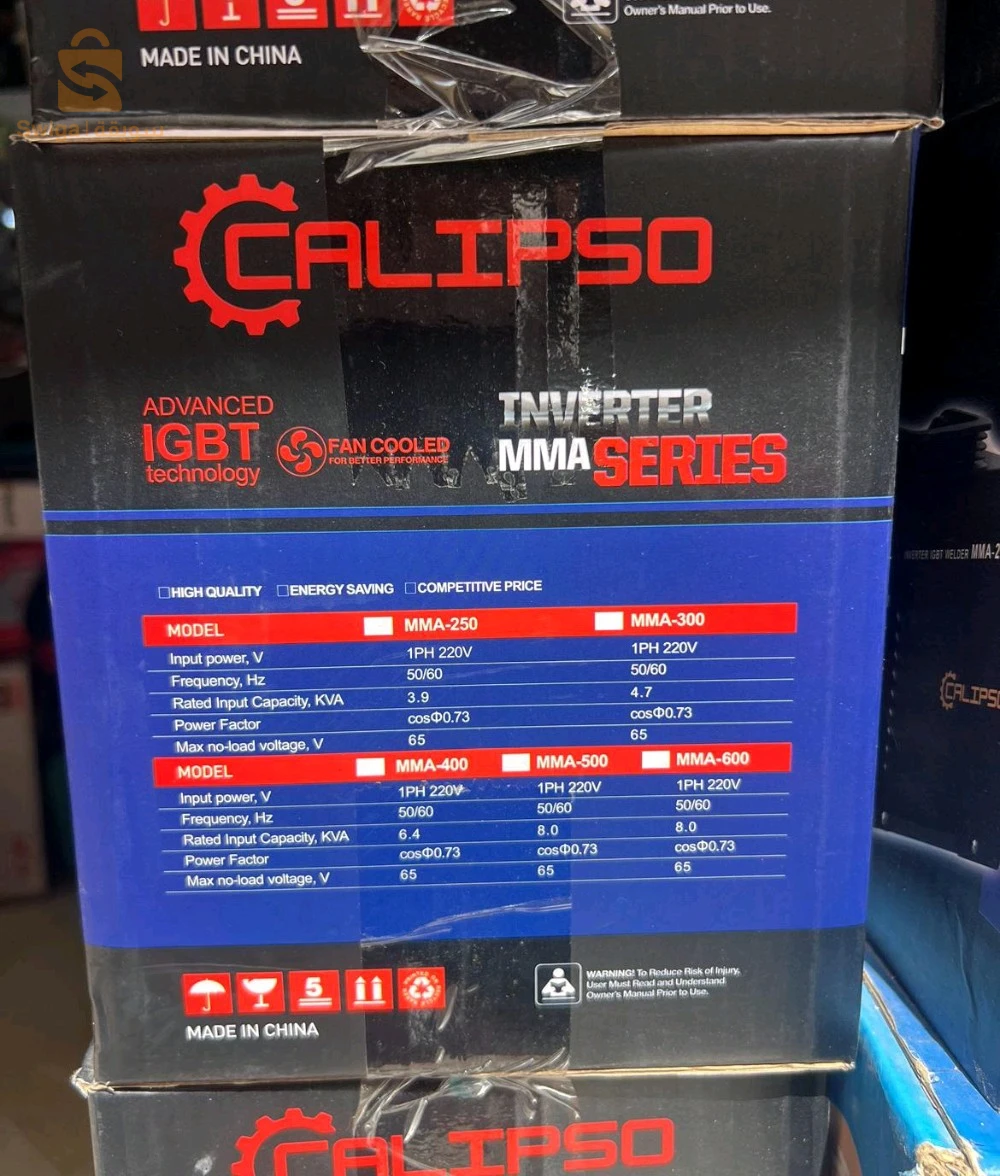 MADE IN CHINA
Owner's Manual Prior to Use.
CALIPSO
ADVANCED
IGBT
technology
FAN COOLED
FOR BETTER PERFORMANCE
INVERTER
MMA SERIES
HIGH QUALITY ENERGY SAVING COMPETITIVE PRICE
MODEL MMA-250 MMA-300
Input power, V 1PH 220V 1PH 220V
Frequency, Hz 50/60 50/60
Rated Input Capacity, KVA 3.9 4.7
Power Factor cosΦ0.73 cosΦ0.73
Max no-load voltage, V 65 65
MODEL MMA-400 MMA-500 MMA-600
Input power, V 1PH 220V 1PH 220V 1PH 220V
Frequency, Hz 50/60 50/60 50/60
Rated Input Capacity, KVA 6.4 8.0 8.0
Power Factor cosΦ0.73 cosΦ0.73 cosΦ0.73
Max no-load voltage, V 65 65 65
5
WARNING! To Reduce Risk of Injury,
User Must Read and Understand
Owner's Manual Prior to Use.
MADE IN CHINA
CALIPSO
INVERTER IGBT WELDER MMA-2
CALIPS